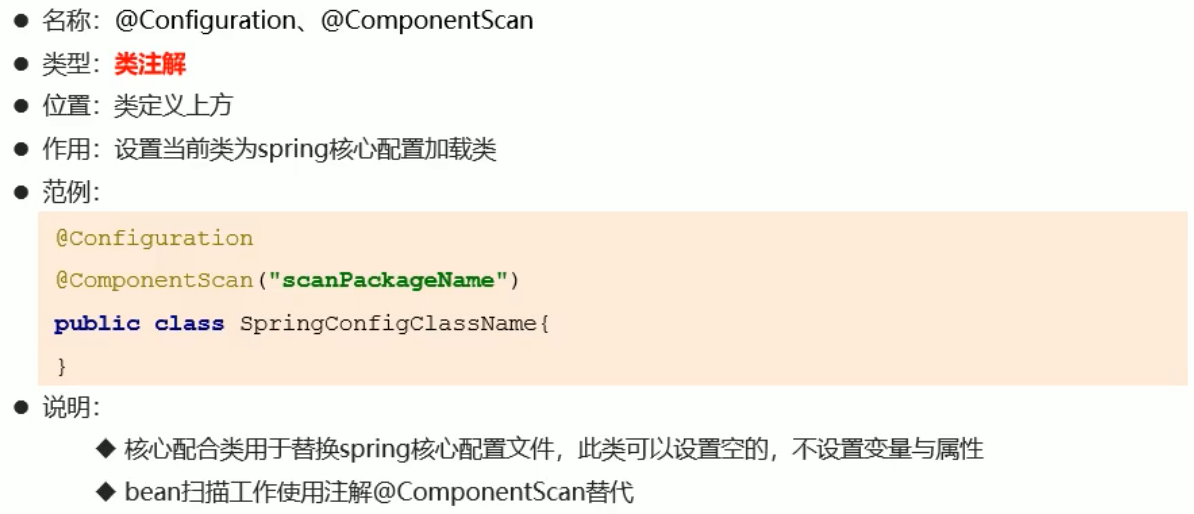 ● 名称：@Configuration、@ComponentScan
● 类型：类注解
● 位置：类定义上方
● 作用：设置当前类为spring核心配置加载类
● 范例：
@Configuration
@ComponentScan("scanPackageName")
public class SpringConfigClassName{
}
● 说明：
◆ 核心配合类用于替换spring核心配置文件，此类可以设置空的，不设置变量与属性
◆ bean扫描工作使用注解@ComponentScan替代